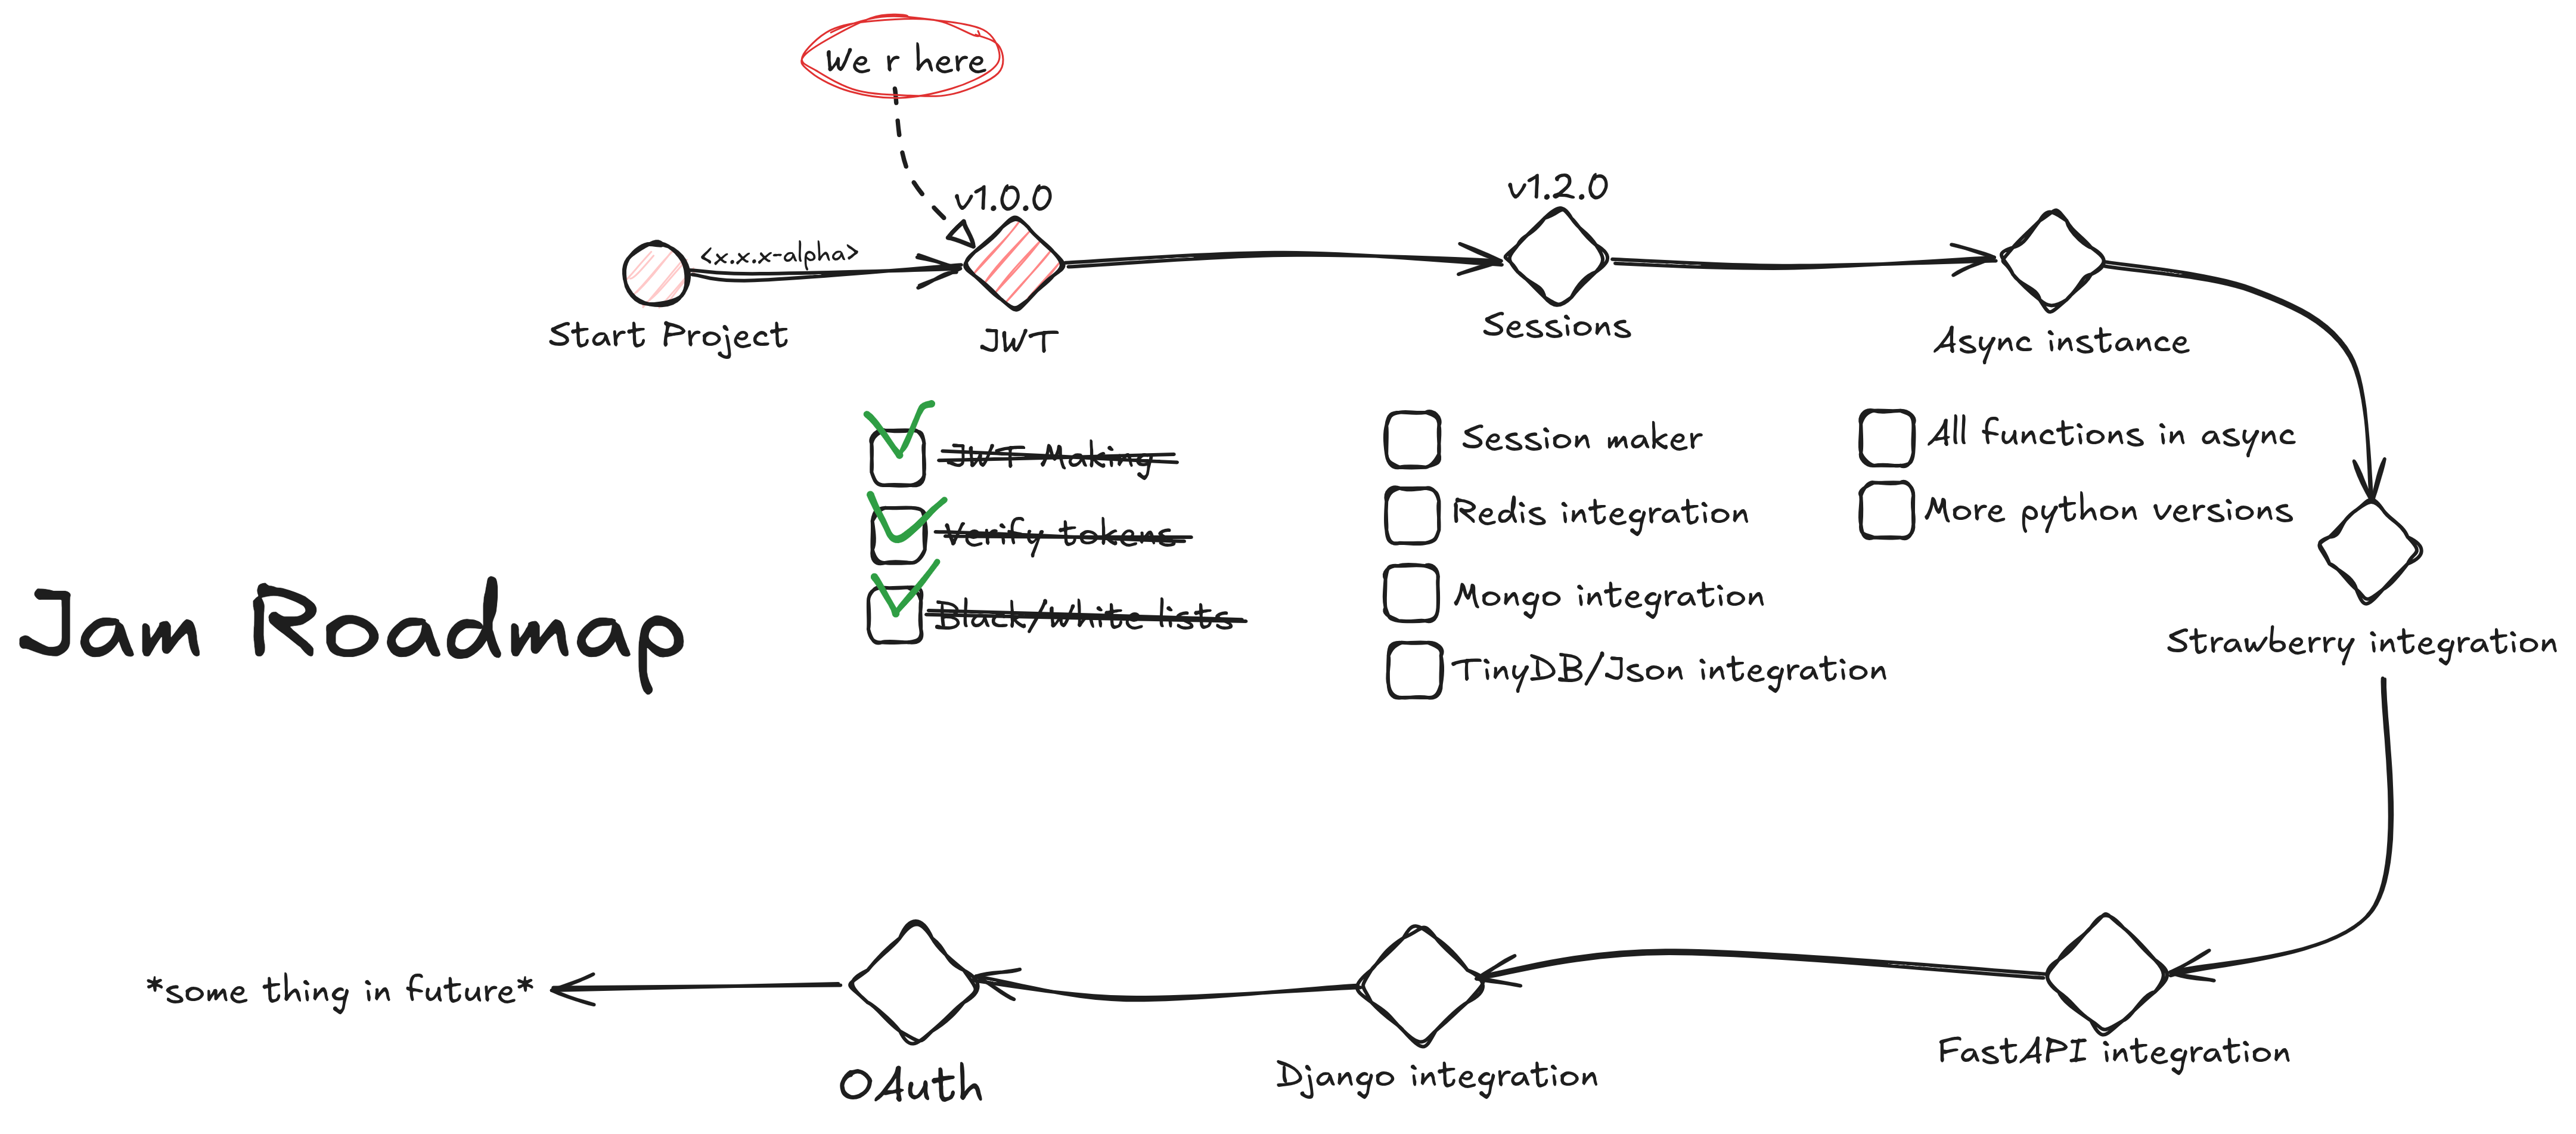 We r here
v1.0.0
v1.2.0
<x.x.x-alpha>
Start Project
JWT
Sessions
Async instance
JWT Making
Verify tokens
Black/White lists
Session maker
Redis integration
Mongo integration
TinyDB/Json integration
All functions in async
More python versions
Jam Roadmap
Strawberry integration
FastAPI integration
Django integration
OAuth
*some thing in future*